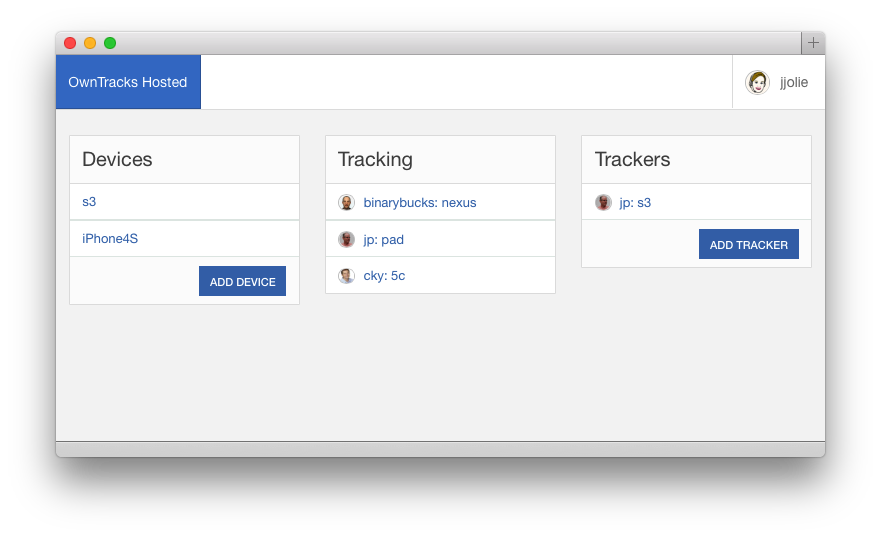 OwnTracks Hosted
jjolie
Devices
s3
iPhone4S
ADD DEVICE
Tracking
binarybucks: nexus
jp: pad
cky: 5c
Trackers
jp: s3
ADD TRACKER